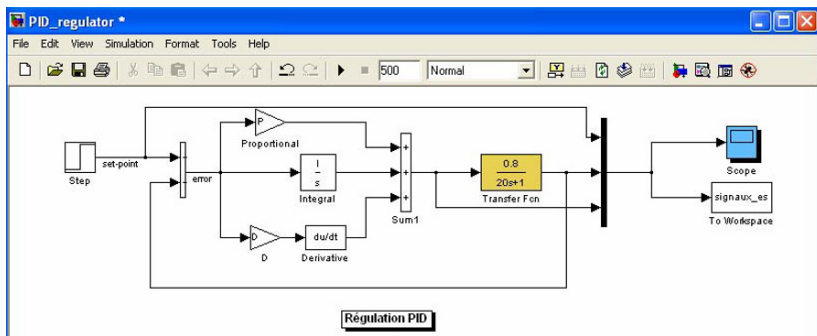 PID_regulator *
File Edit View Simulation Format Tools Help
500 Normal
P
Proportional
Step
set-point
error
I
s
Integral
+
+
+
Sum1
0.8
20s+1
Transfer Fcn
Scope
signaux_es
To Workspace
D
D
du/dt
Derivative
Régulation PID